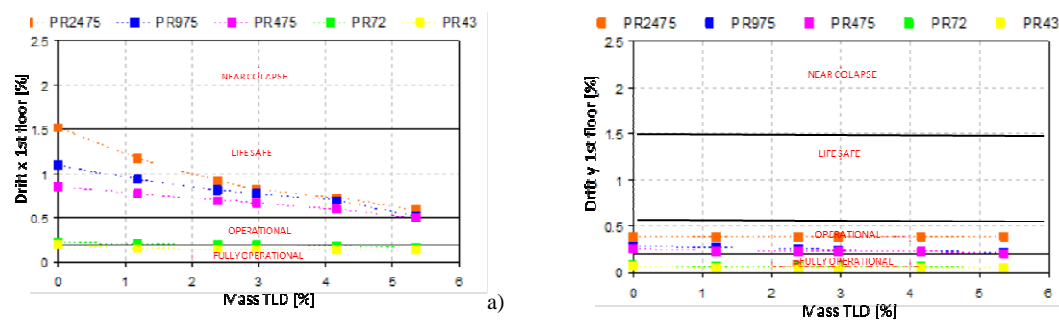 PR2475 PR975 PR475 PR72 PR43
2.5
2
1.5
1
0.5
0
Drift x 1st floor [%]
NEAR COLAPSE
LIFE SAFE
OPERATIONAL
FULLY OPERATIONAL
0 1 2 3 4 5 6
Mass TLD [%]
a)
PR2475 PR975 PR475 PR72 PR43
2.5
2
1.5
1
0.5
0
Drift y 1st floor [%]
NEAR COLAPSE
LIFE SAFE
OPERATIONAL
FULLY OPERATIONAL
0 1 2 3 4 5 6
Mass TLD [%]